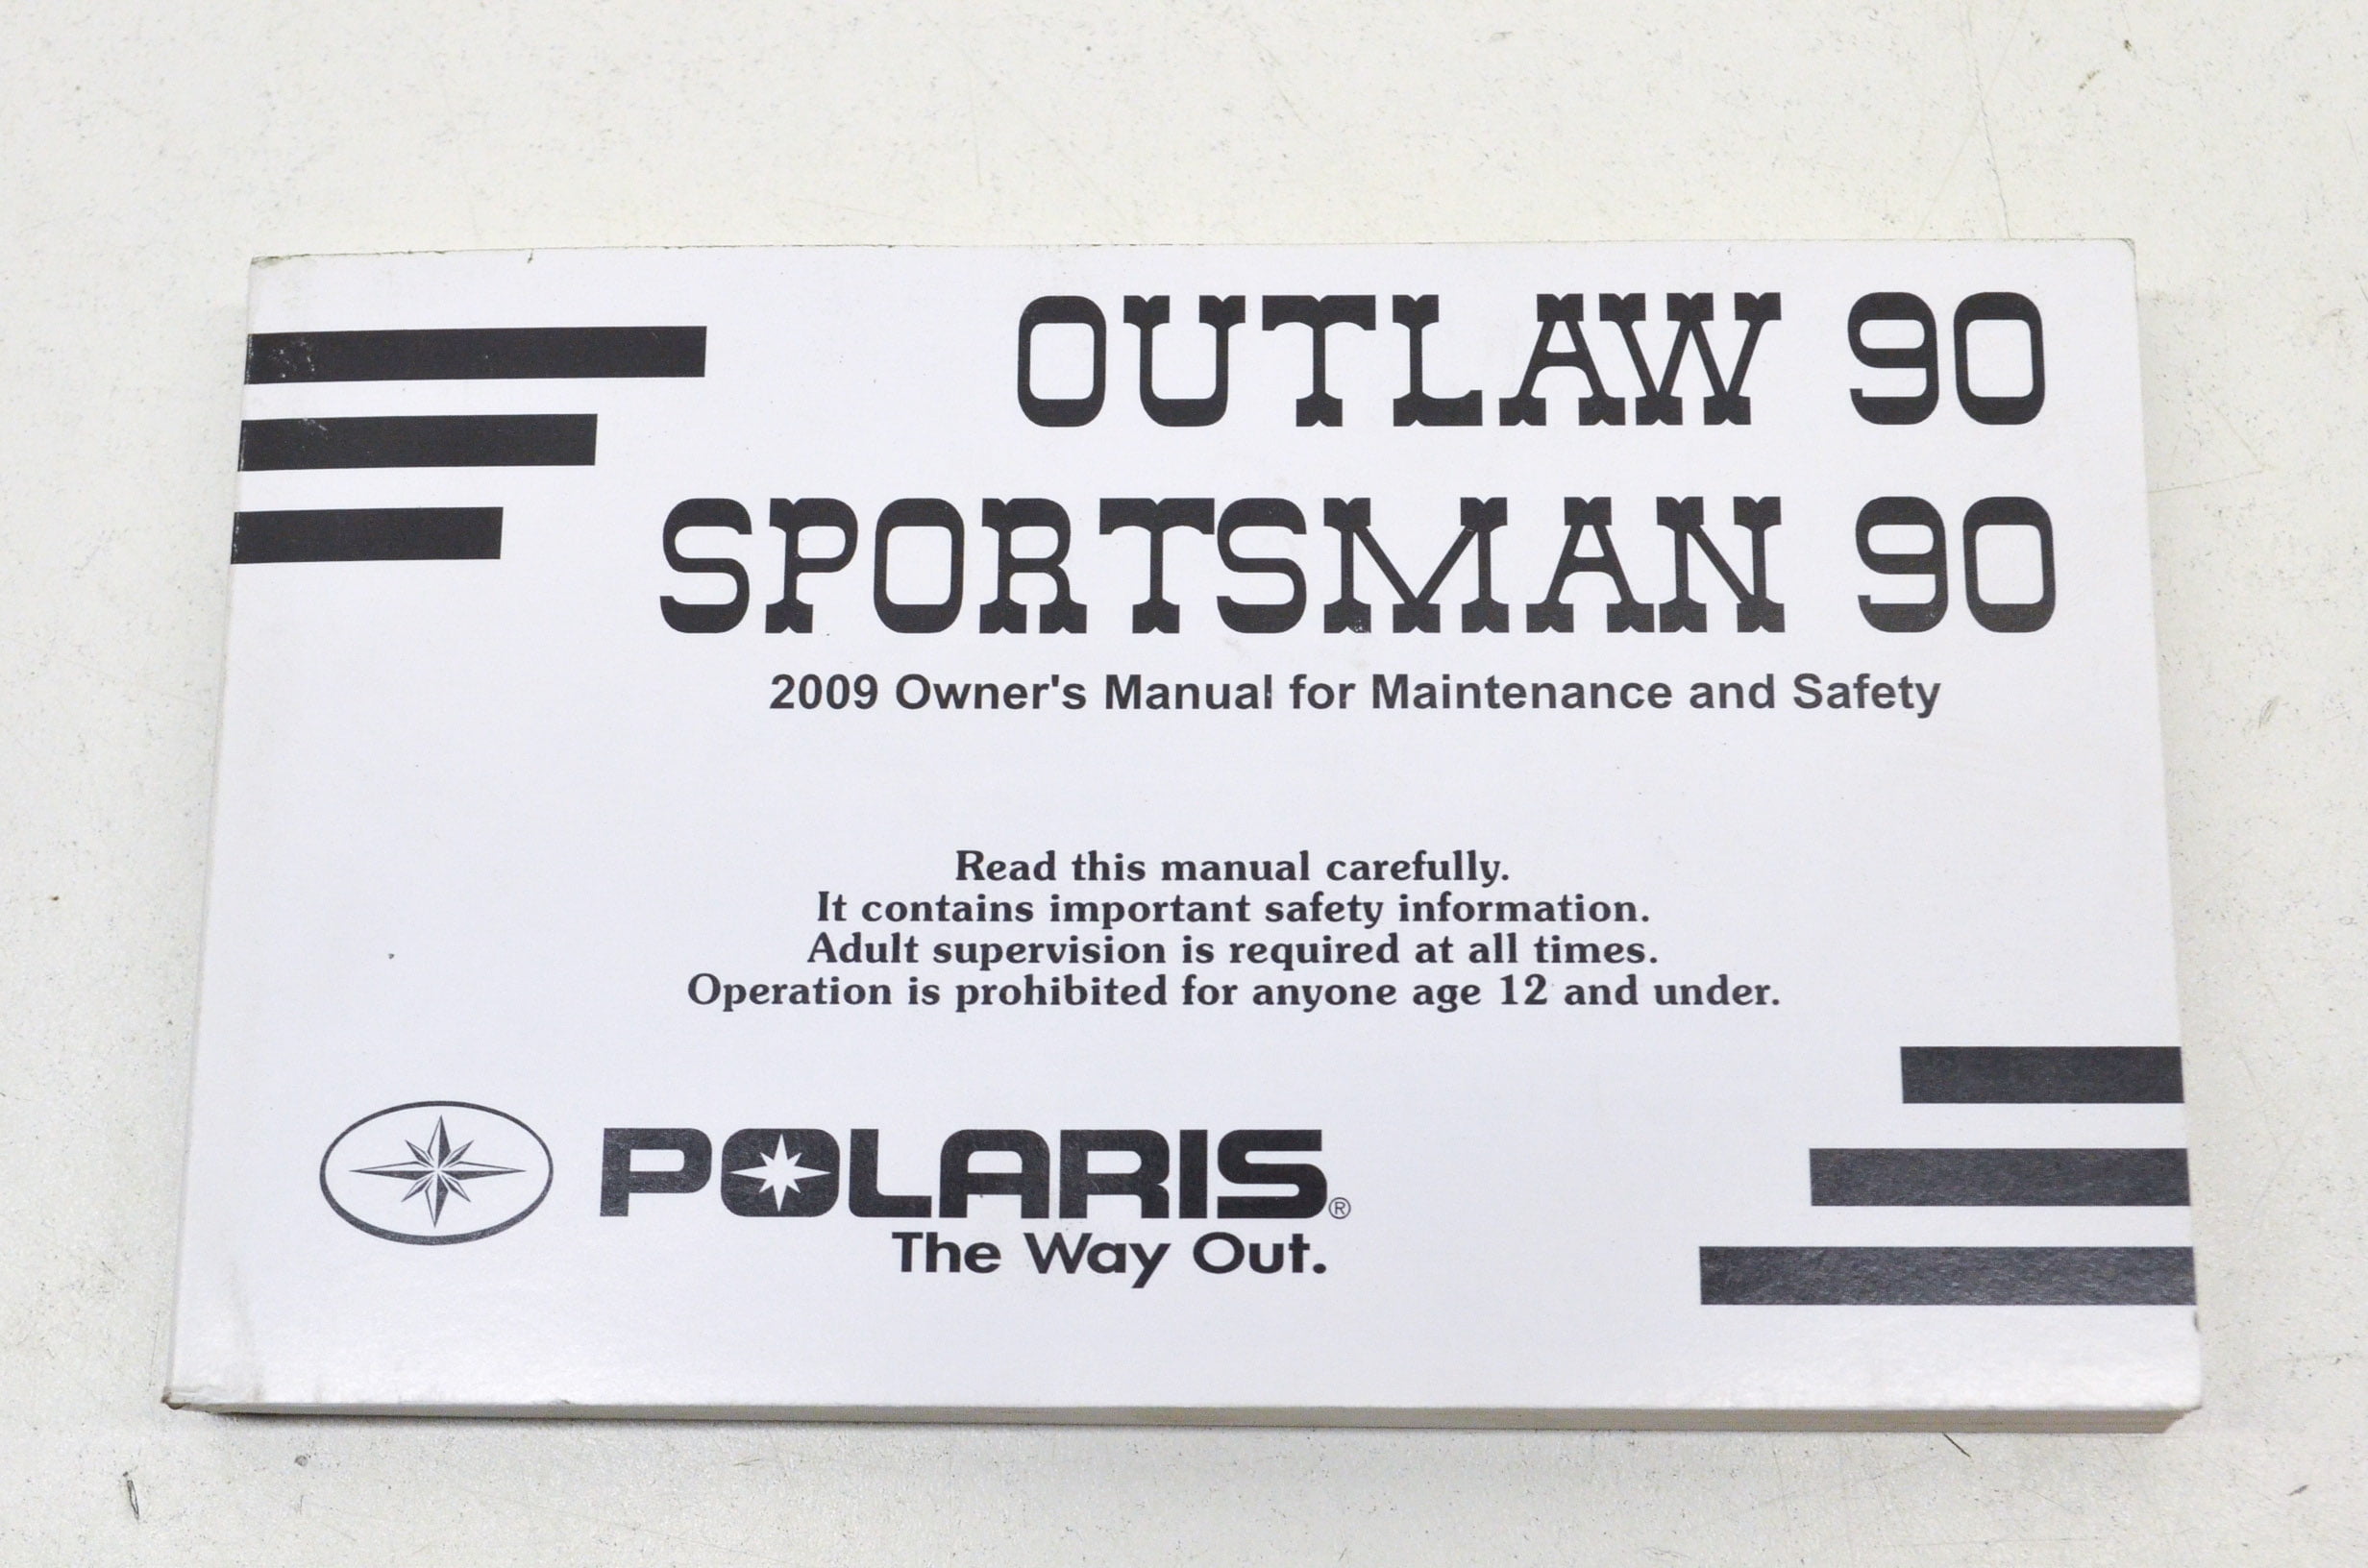 OUTLAW 90
SPORTSMAN 90
2009 Owner's Manual for Maintenance and Safety
Read this manual carefully.
It contains important safety information.
Adult supervision is required at all times.
Operation is prohibited for anyone age 12 and under.
POLARIS®
The Way Out.